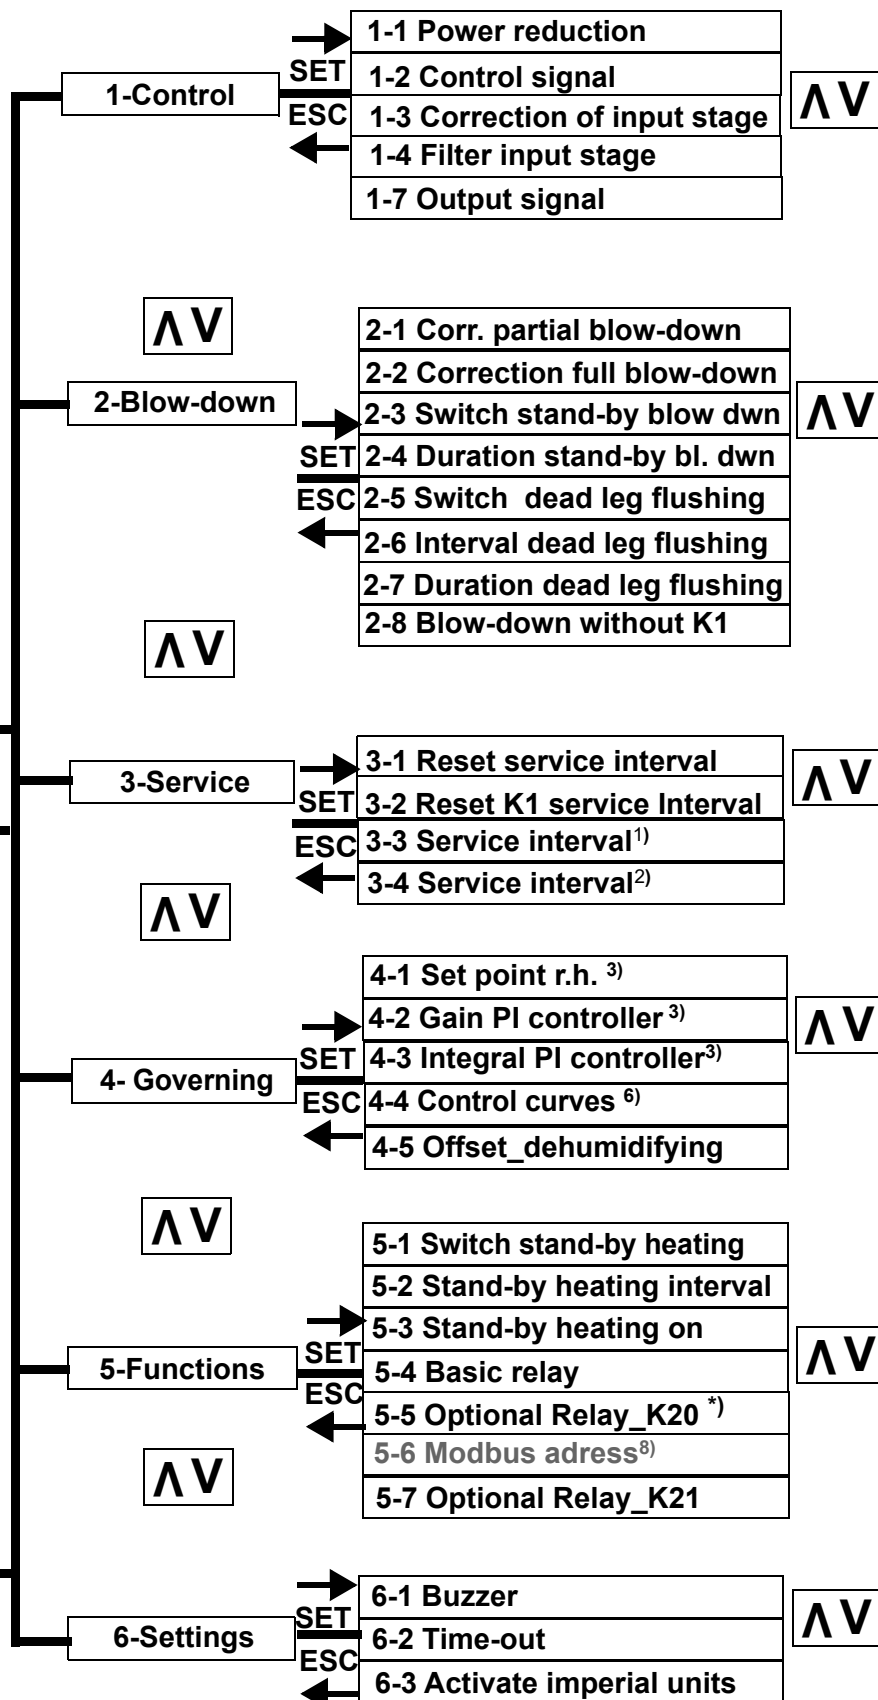 1-Control
SET
ESC
1-1 Power reduction
1-2 Control signal
1-3 Correction of input stage
1-4 Filter input stage
1-7 Output signal
Λ V
Λ V
2-Blow-down
SET
ESC
2-1 Corr. partial blow-down
2-2 Correction full blow-down
2-3 Switch stand-by blow dwn
2-4 Duration stand-by bl. dwn
2-5 Switch  dead leg flushing
2-6 Interval dead leg flushing
2-7 Duration dead leg flushing
2-8 Blow-down without K1
Λ V
Λ V
3-Service
SET
ESC
3-1 Reset service interval
3-2 Reset K1 service Interval
3-3 Service interval1)
3-4 Service interval2)
Λ V
Λ V
4- Governing
SET
ESC
4-1 Set point r.h. 3)
4-2 Gain PI controller 3)
4-3 Integral PI controller3)
4-4 Control curves 6)
4-5 Offset_dehumidifying
Λ V
Λ V
5-Functions
SET
ESC
5-1 Switch stand-by heating
5-2 Stand-by heating interval
5-3 Stand-by heating on
5-4 Basic relay
5-5 Optional Relay_K20 *)
5-6 Modbus adress8)
5-7 Optional Relay_K21
Λ V
Λ V
6-Settings
SET
ESC
6-1 Buzzer
6-2 Time-out
6-3 Activate imperial units
Λ V